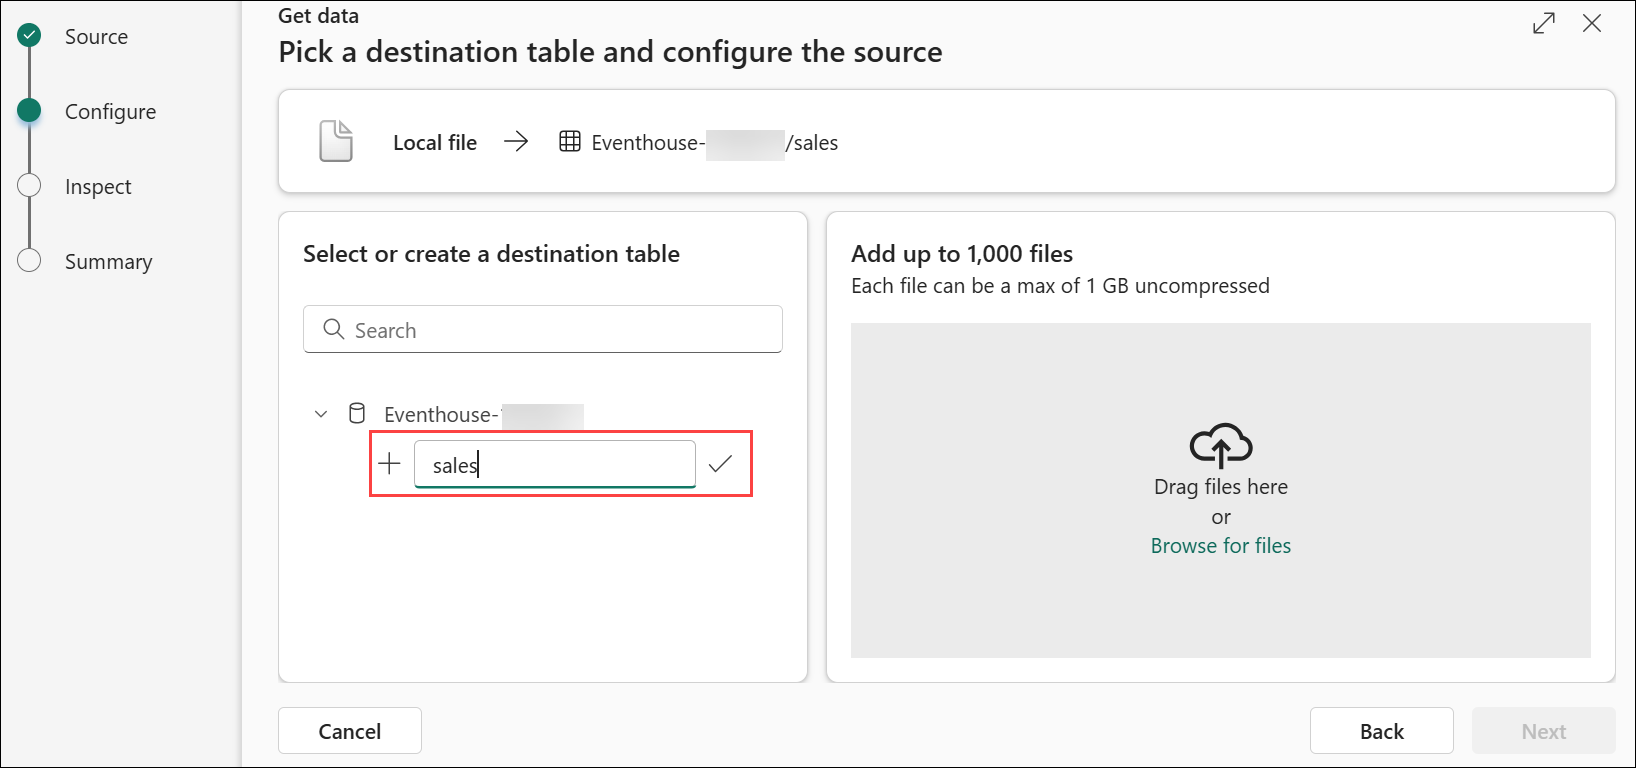 Source
Configure
Inspect
Summary
Get data
Pick a destination table and configure the source
Local file
Eventhouse-
/sales
Select or create a destination table
Search
Eventhouse-
sales
Add up to 1,000 files
Each file can be a max of 1 GB uncompressed
Drag files here
or
Browse for files
Cancel
Back
Next